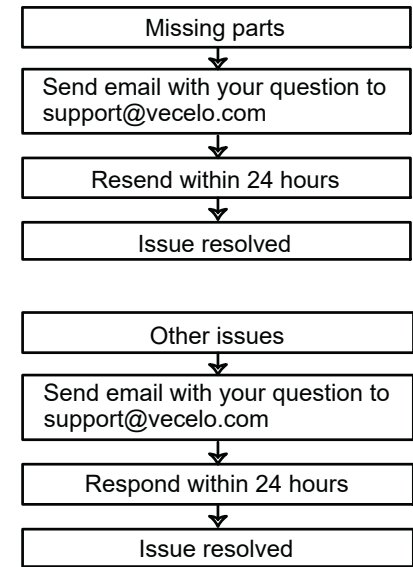 Missing parts
Send email with your question to
support@vecelo.com
Resend within 24 hours
Issue resolved
Other issues
Send email with your question to
support@vecelo.com
Respond within 24 hours
Issue resolved